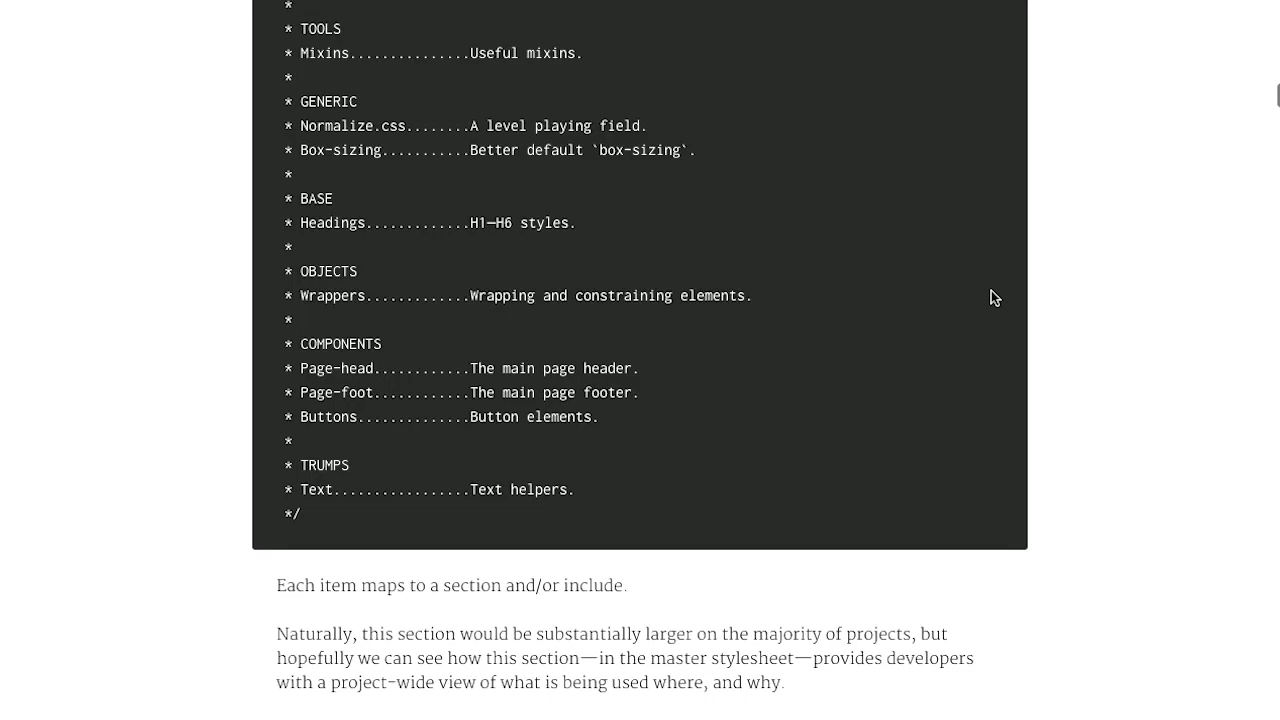 *
* TOOLS
* Mixins...............Useful mixins.
*
* GENERIC
* Normalize.css........A level playing field.
* Box-sizing...........Better default `box-sizing`.
*
* BASE
* Headings.............H1–H6 styles.
*
* OBJECTS
* Wrappers.............Wrapping and constraining elements.
*
* COMPONENTS
* Page-head............The main page header.
* Page-foot............The main page footer.
* Buttons..............Button elements.
*
* TRUMPS
* Text.................Text helpers.
*/
Each item maps to a section and/or include.
Naturally, this section would be substantially larger on the majority of projects, but
hopefully we can see how this section—in the master stylesheet—provides developers
with a project-wide view of what is being used where, and why.